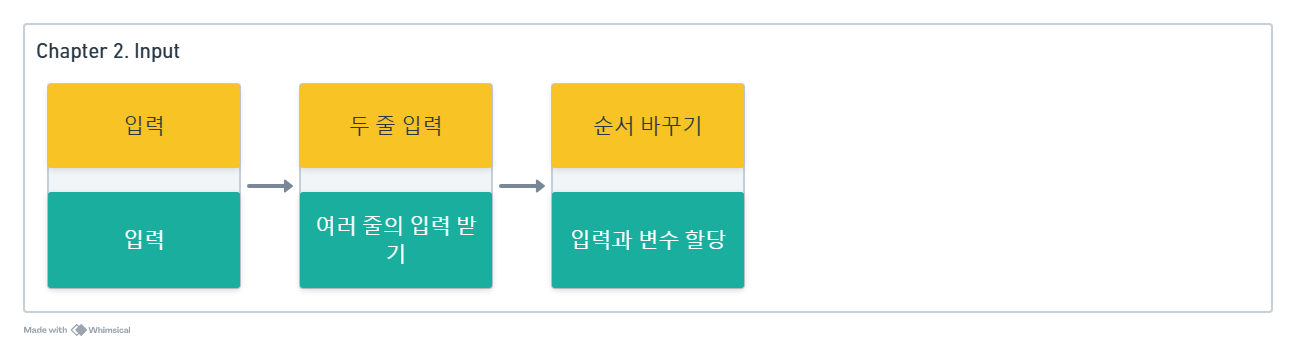 Chapter 2. Input
입력
두 줄 입력
순서 바꾸기
입력
여러 줄의 입력 받
기
입력과 변수 할당
Made with Whimsical